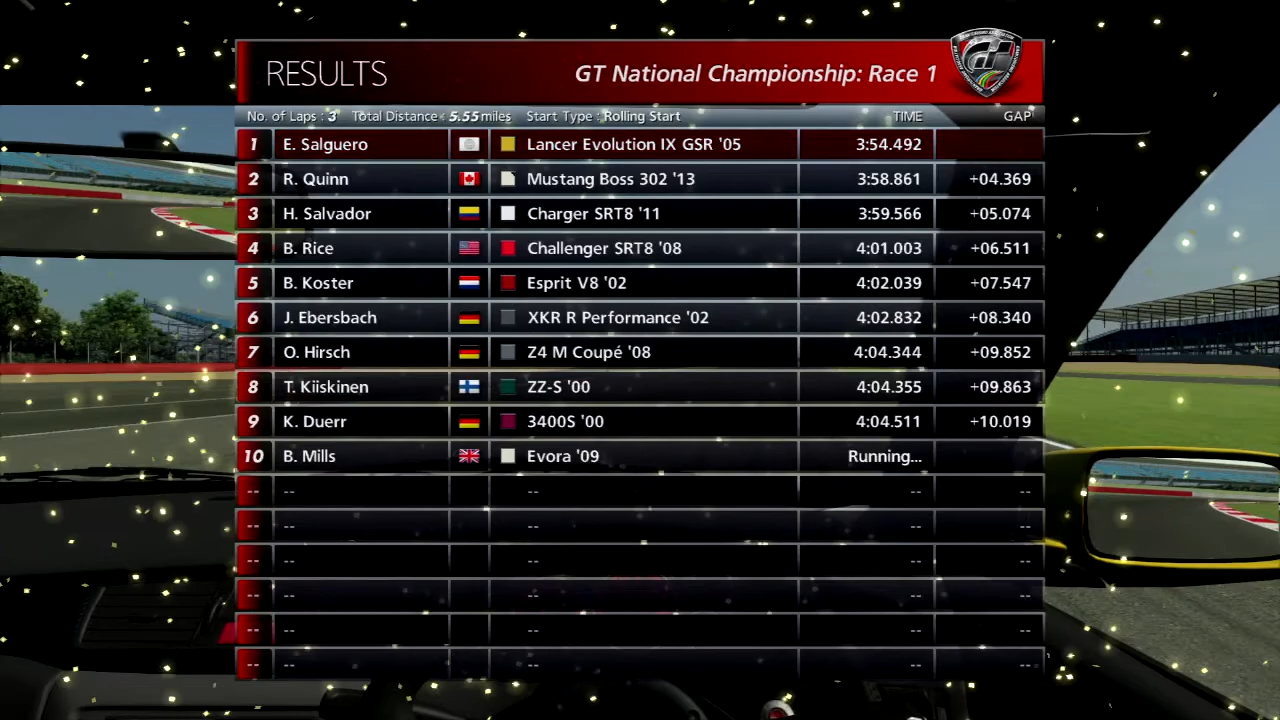 RESULTS GT National Championship: Race 1
No. of Laps : 3 Total Distance : 5.55 miles Start Type : Rolling Start TIME GAP
1 E. Salguero Lancer Evolution IX GSR '05 3:54.492
2 R. Quinn Mustang Boss 302 '13 3:58.861 +04.369
3 H. Salvador Charger SRT8 '11 3:59.566 +05.074
4 B. Rice Challenger SRT8 '08 4:01.003 +06.511
5 B. Koster Esprit V8 '02 4:02.039 +07.547
6 J. Ebersbach XKR R Performance '02 4:02.832 +08.340
7 O. Hirsch Z4 M Coupé '08 4:04.344 +09.852
8 T. Kiiskinen ZZ-S '00 4:04.355 +09.863
9 K. Duerr 3400S '00 4:04.511 +10.019
10 B. Mills Evora '09 Running...
-- -- -- -- --
-- -- -- -- --
-- -- -- -- --
-- -- -- -- --
-- -- -- -- --
-- -- -- -- --